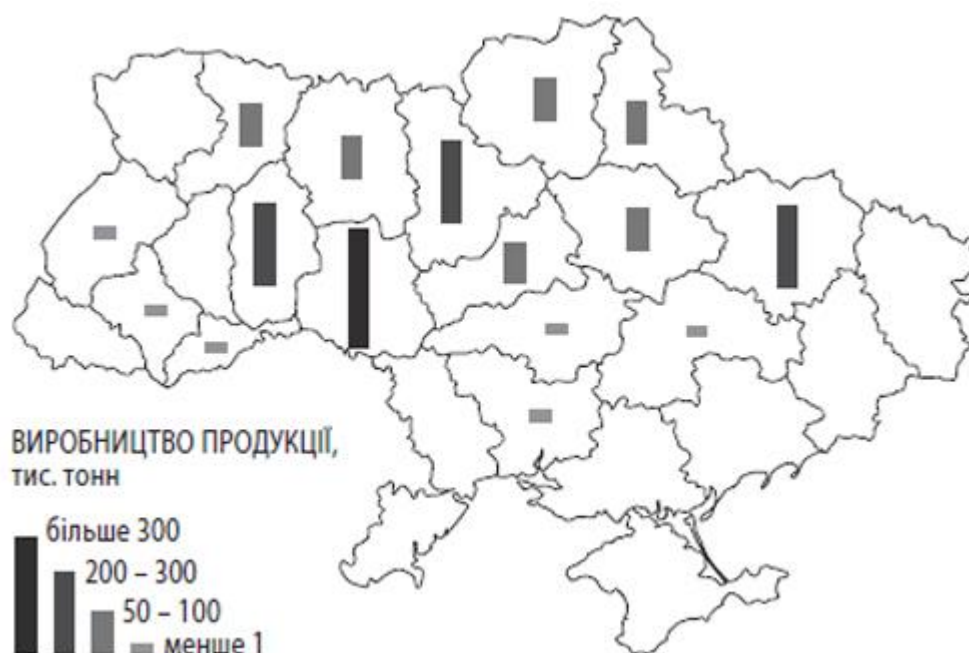 ВИРОБНИЦТВО ПРОДУКЦІЇ,
тис. тонн
більше 300
200 – 300
50 – 100
менше 1